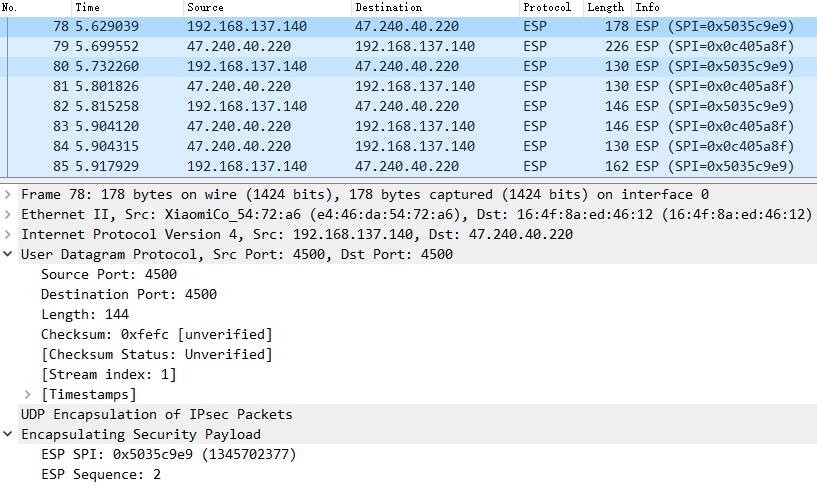 No. Time Source Destination Protocol Length Info
78 5.629039 192.168.137.140 47.240.40.220 ESP 178 ESP (SPI=0x5035c9e9)
79 5.699552 47.240.40.220 192.168.137.140 ESP 226 ESP (SPI=0x0c405a8f)
80 5.732260 192.168.137.140 47.240.40.220 ESP 130 ESP (SPI=0x5035c9e9)
81 5.801826 47.240.40.220 192.168.137.140 ESP 130 ESP (SPI=0x0c405a8f)
82 5.815258 192.168.137.140 47.240.40.220 ESP 146 ESP (SPI=0x5035c9e9)
83 5.904120 47.240.40.220 192.168.137.140 ESP 146 ESP (SPI=0x0c405a8f)
84 5.904315 47.240.40.220 192.168.137.140 ESP 130 ESP (SPI=0x0c405a8f)
85 5.917929 192.168.137.140 47.240.40.220 ESP 162 ESP (SPI=0x5035c9e9)
Frame 78: 178 bytes on wire (1424 bits), 178 bytes captured (1424 bits) on interface 0
Ethernet II, Src: XiaomiCo_54:72:a6 (e4:46:da:54:72:a6), Dst: 16:4f:8a:ed:46:12 (16:4f:8a:ed:46:12)
Internet Protocol Version 4, Src: 192.168.137.140, Dst: 47.240.40.220
User Datagram Protocol, Src Port: 4500, Dst Port: 4500
Source Port: 4500
Destination Port: 4500
Length: 144
Checksum: 0xfefc [unverified]
[Checksum Status: Unverified]
[Stream index: 1]
[Timestamps]
UDP Encapsulation of IPsec Packets
Encapsulating Security Payload
ESP SPI: 0x5035c9e9 (1345702377)
ESP Sequence: 2